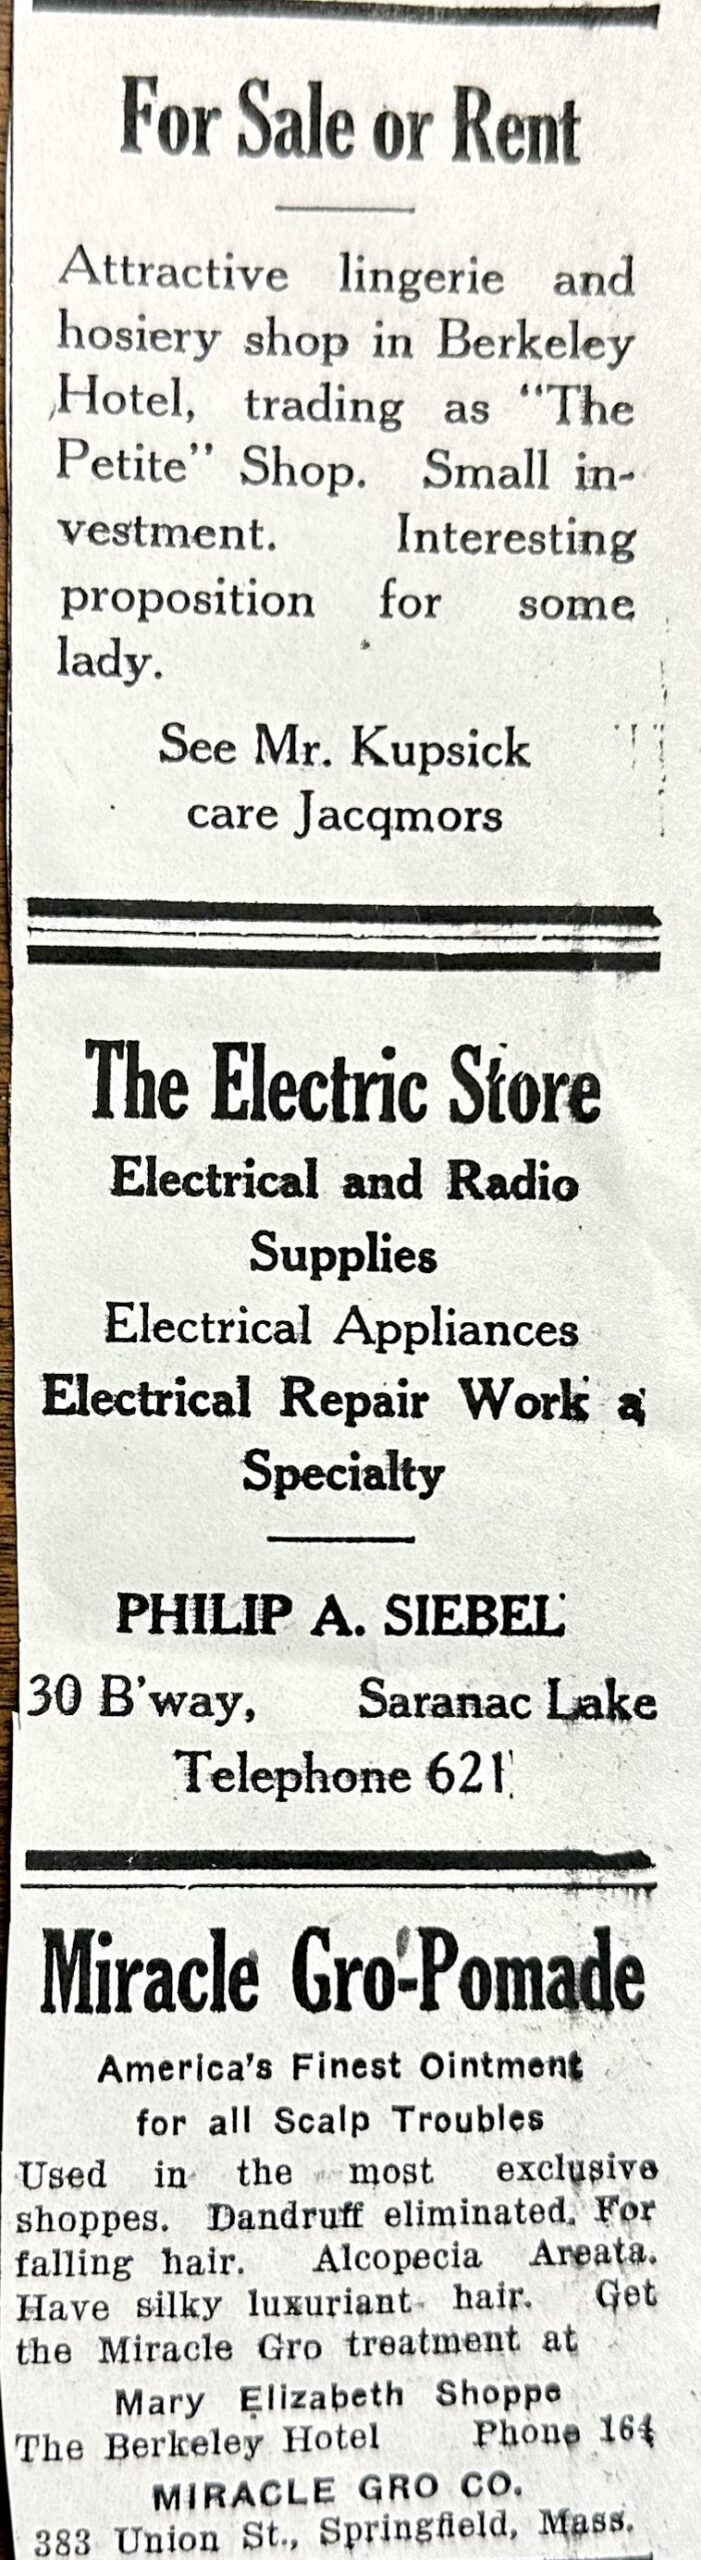 For Sale or Rent
Attractive lingerie and
hosiery shop in Berkeley
Hotel, trading as "The
Petite" Shop. Small in-
vestment. Interesting
proposition for some
lady.
See Mr. Kupsick
care Jacqmors
The Electric Store
Electrical and Radio
Supplies
Electrical Appliances
Electrical Repair Work a
Specialty
PHILIP A. SIEBEL
30 B'way, Saranac Lake
Telephone 621
Miracle Gro-Pomade
America's Finest Ointment
for all Scalp Troubles
Used in the most exclusive
shoppes. Dandruff eliminated. For
falling hair. Alcopecia Areata.
Have silky luxuriant hair. Get
the Miracle Gro treatment at
Mary Elizabeth Shoppe
The Berkeley Hotel Phone
MIRACLE GRO CO.
383 Union St., Springfield, Mass.